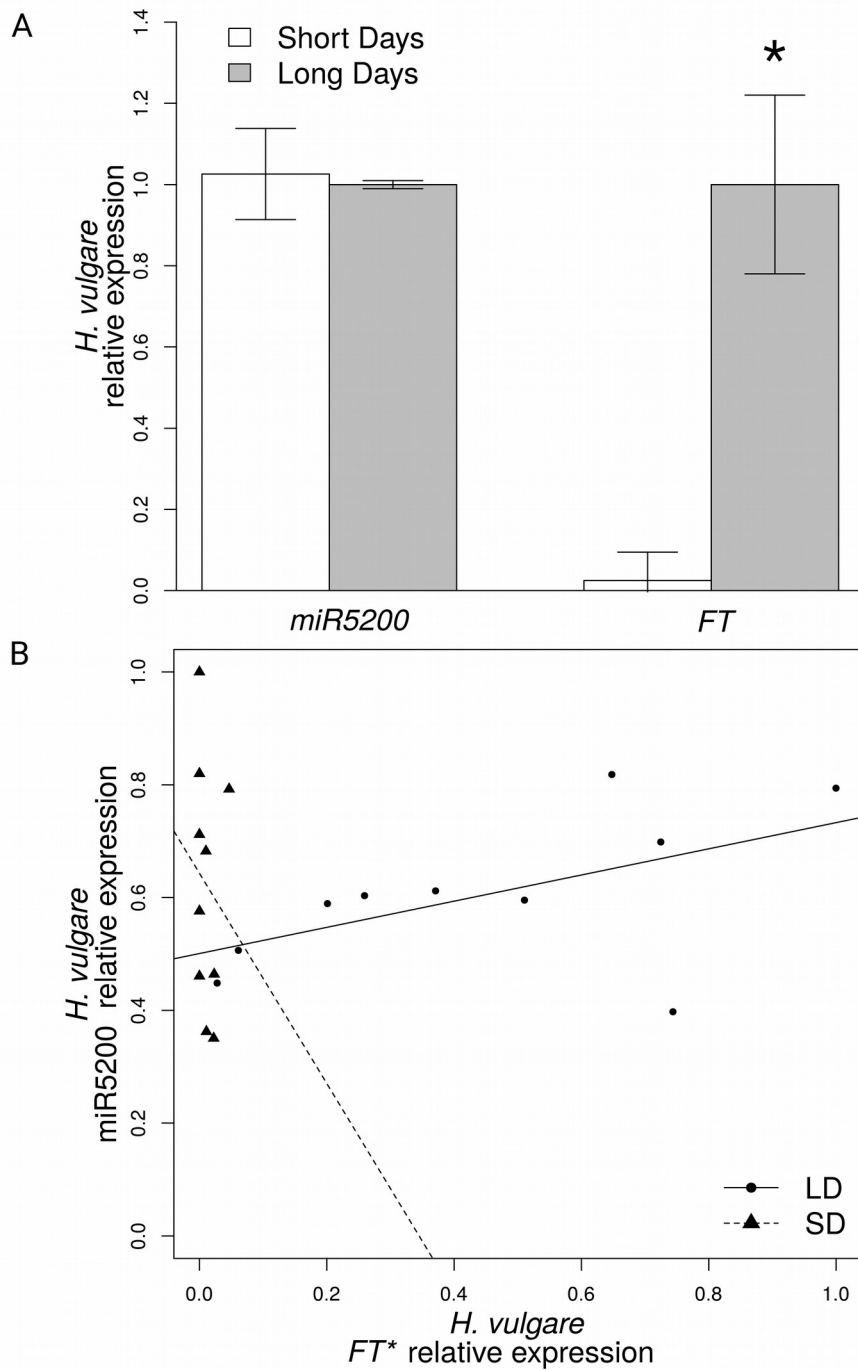 A
Short Days
Long Days
*
H. vulgare
relative expression
1.4
1.2
1.0
0.8
0.6
0.4
0.2
0.0
miR5200
FT
B
H. vulgare
miR5200 relative expression
1.0
0.8
0.6
0.4
0.2
0.0
LD
SD
0.0 0.2 0.4 0.6 0.8 1.0
H. vulgare
FT* relative expression